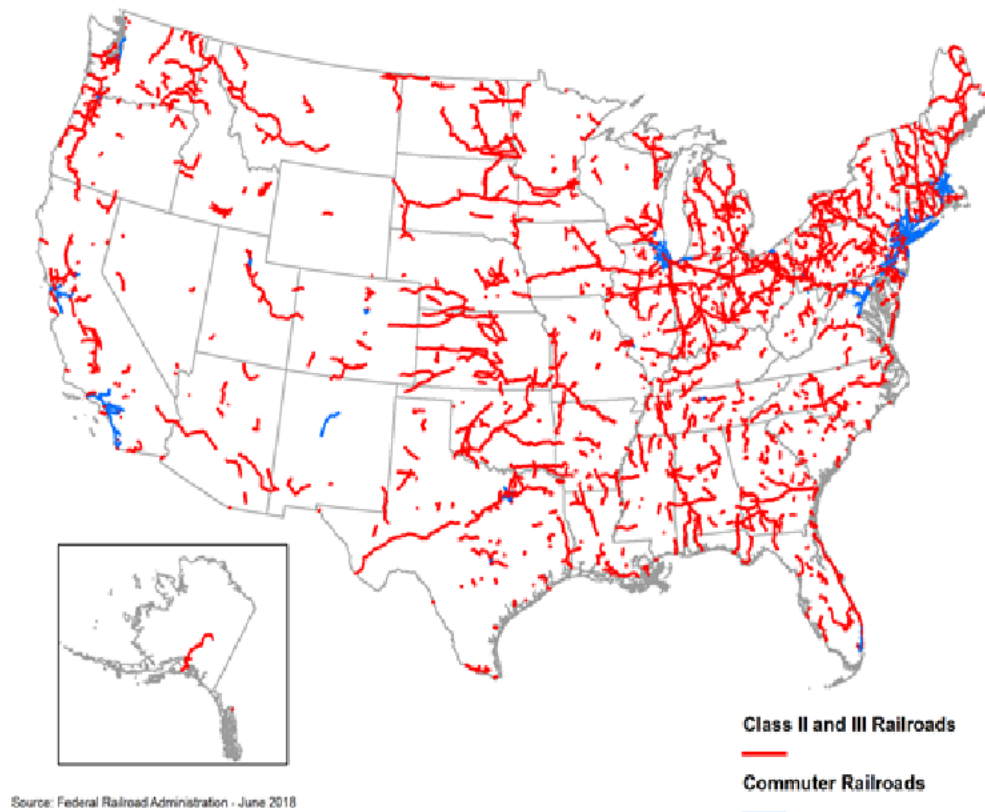 Class II and III Railroads
Commuter Railroads
Source: Federal Railroad Administration - June 2018